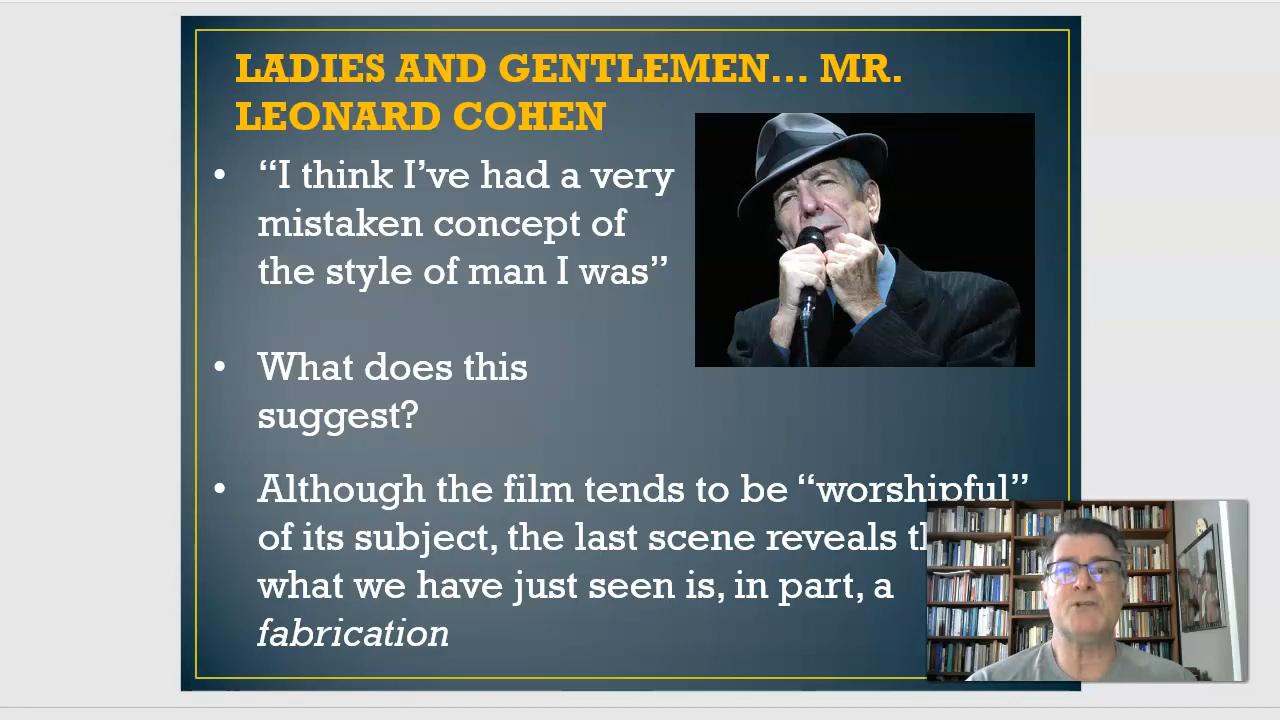 LADIES AND GENTLEMEN... MR.
LEONARD COHEN
• “I think I’ve had a very
mistaken concept of
the style of man I was”
• What does this
suggest?
• Although the film tends to be “worshipful”
of its subject, the last scene reveals
what we have just seen is, in part, a
fabrication